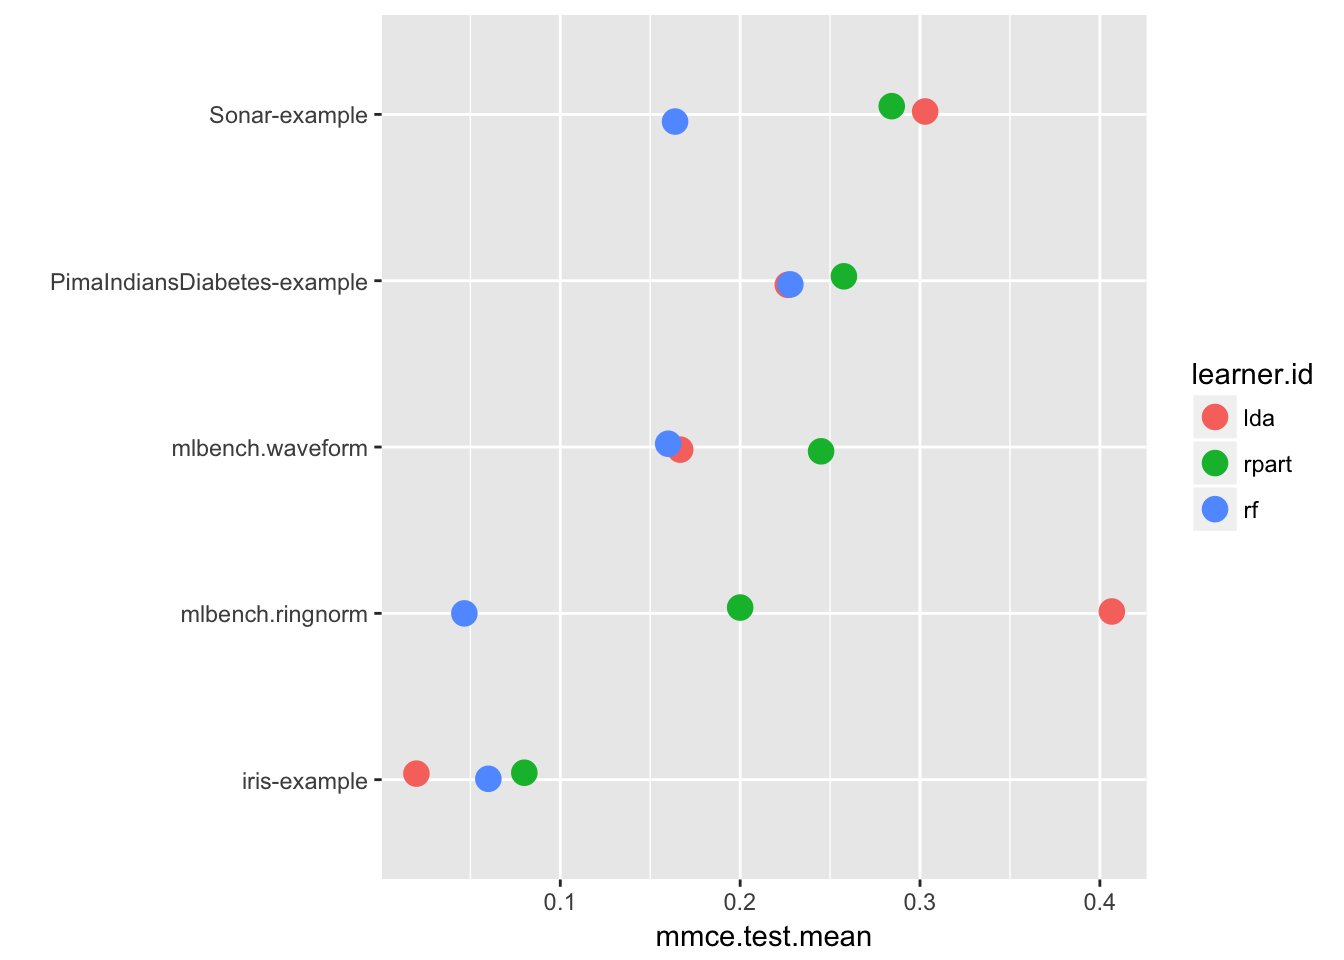 Sonar-example
PimaIndiansDiabetes-example
mlbench.waveform
mlbench.ringnorm
iris-example
0.1 0.2 0.3 0.4
mmce.test.mean
learner.id
lda
rpart
rf